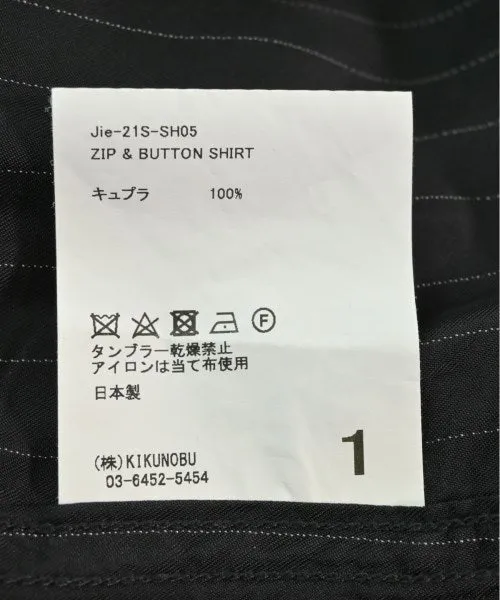 Jie-21S-SH05
ZIP & BUTTON SHIRT
キュプラ 100%
F
タンブラー乾燥禁止
アイロンは当て布使用
日本製
(株)KIKUNOBU
03-6452-5454
1